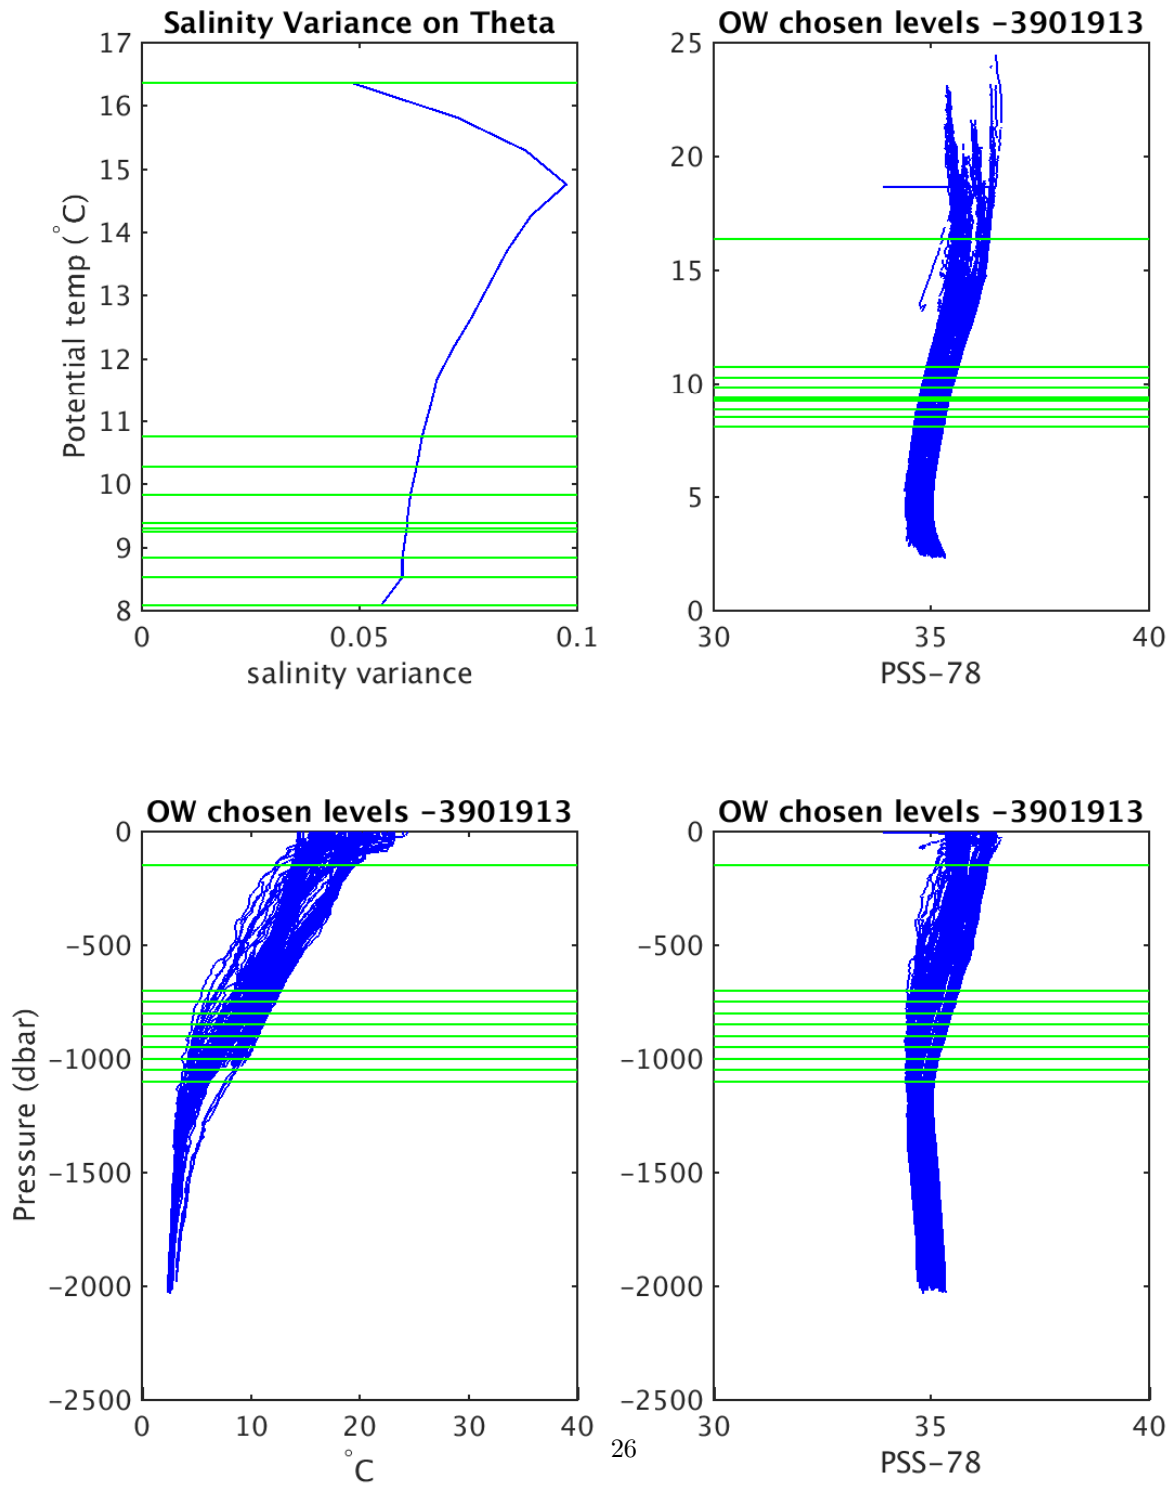 Salinity Variance on Theta
17
16
15
14
13
12
11
10
9
8
Potential temp (°C)
0 0.05 0.1
salinity variance
OW chosen levels -3901913
25
20
15
10
5
0
30 35 40
PSS-78
OW chosen levels -3901913
0
-500
-1000
-1500
-2000
-2500
Pressure (dbar)
0 10 20 30 40
°C
OW chosen levels -3901913
0
-500
-1000
-1500
-2000
-2500
30 35 40
PSS-78
26